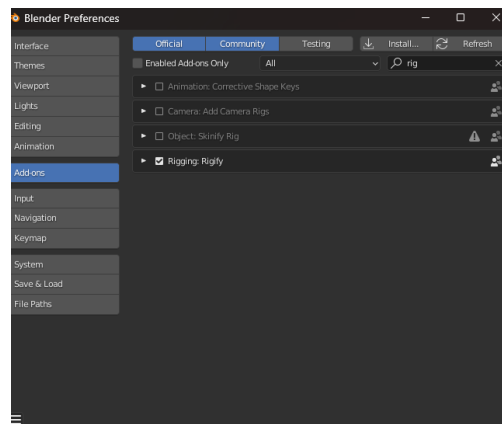 Blender Preferences
Interface
Themes
Viewport
Lights
Editing
Animation
Add-ons
Input
Navigation
Keymap
System
Save & Load
File Paths
Official Community Testing Install... Refresh
Enabled Add-ons Only All rig
Animation: Corrective Shape Keys
Camera: Add Camera Rigs
Object: Skinify Rig
Rigging: Rigify